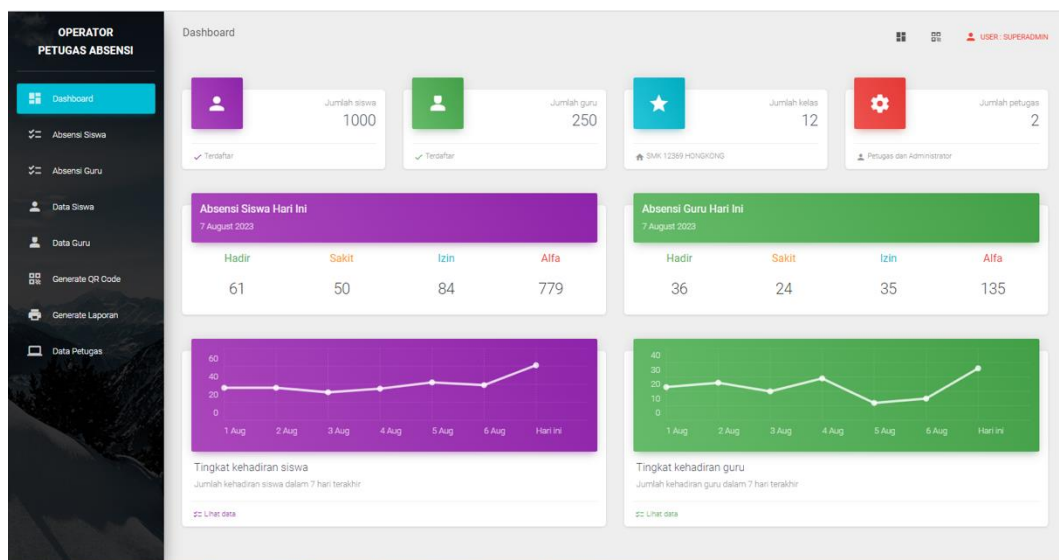 OPERATOR
PETUGAS ABSENSI
Dashboard
Absensi Siswa
Absensi Guru
Data Siswa
Data Guru
Generate QR Code
Generate Laporan
Data Petugas
Dashboard
USER : SUPERADMIN
Jumlah siswa
1000
Terdaftar
Jumlah guru
250
Terdaftar
Jumlah kelas
12
SMK 12369 HONGKONG
Jumlah petugas
2
Petugas dan Administrator
Absensi Siswa Hari Ini
7 August 2023
Hadir Sakit Izin Alfa
61 50 84 779
Absensi Guru Hari Ini
7 August 2023
Hadir Sakit Izin Alfa
36 24 35 135
60
40
20
0
1 Aug 2 Aug 3 Aug 4 Aug 5 Aug 6 Aug Hari ini
Tingkat kehadiran siswa
Jumlah kehadiran siswa dalam 7 hari terakhir
Lihat data
40
30
20
10
0
1 Aug 2 Aug 3 Aug 4 Aug 5 Aug 6 Aug Hari ini
Tingkat kehadiran guru
Jumlah kehadiran guru dalam 7 hari terakhir
Lihat data